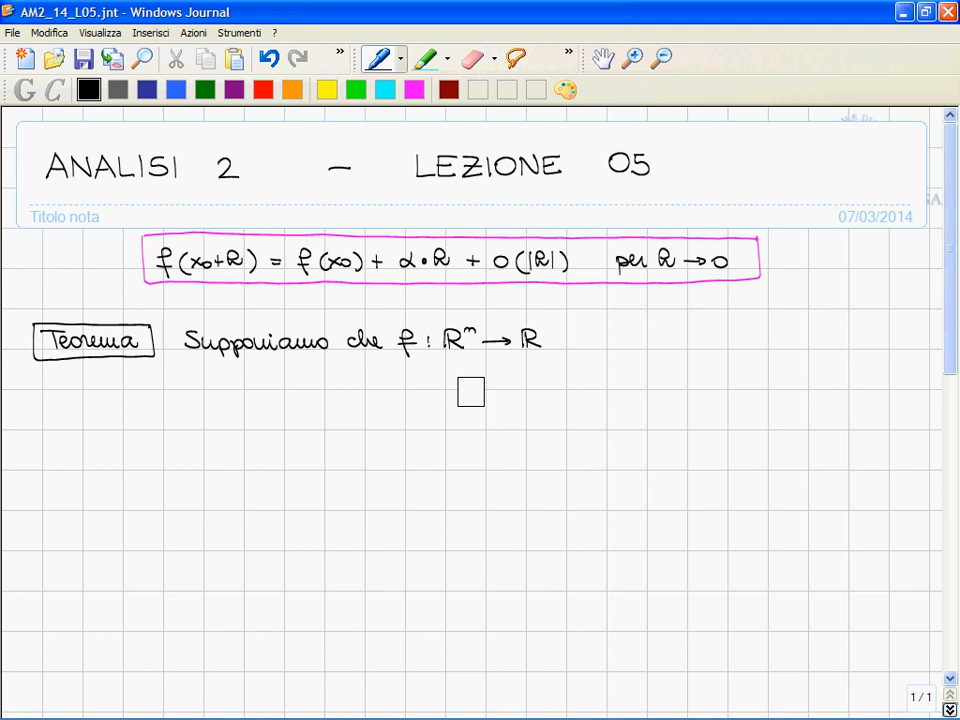 AM2_14_L05.jnt - Windows Journal
File Modifica Visualizza Inserisci Azioni Strumenti ?
G C
ANALISI 2 - LEZIONE 05
Titolo nota 07/03/2014
f(x0+h) = f(x0) + α•h + o(|h|) per h → 0
Teorema Supponiamo che f : ℝⁿ → ℝ
1 / 1